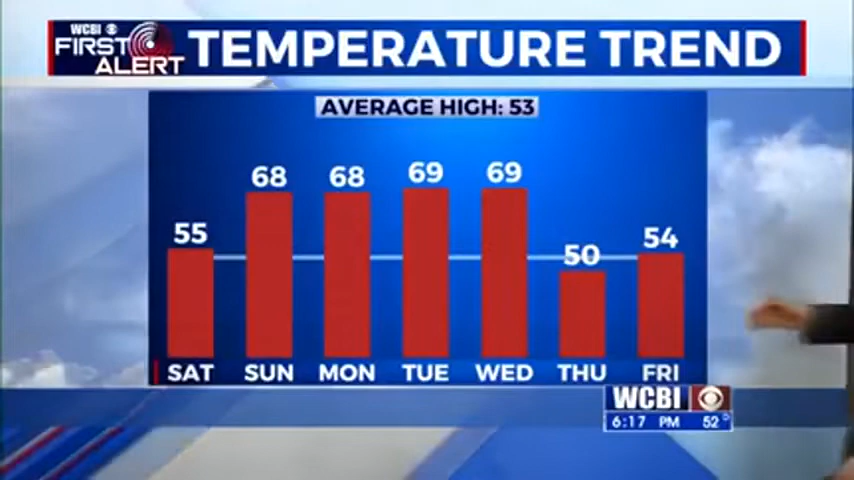 WCBI
FIRST
ALERT
TEMPERATURE TREND
AVERAGE HIGH: 53
55
68
68
69
69
50
54
SAT SUN MON TUE WED THU FRI
WCBI
6:17 PM 52°